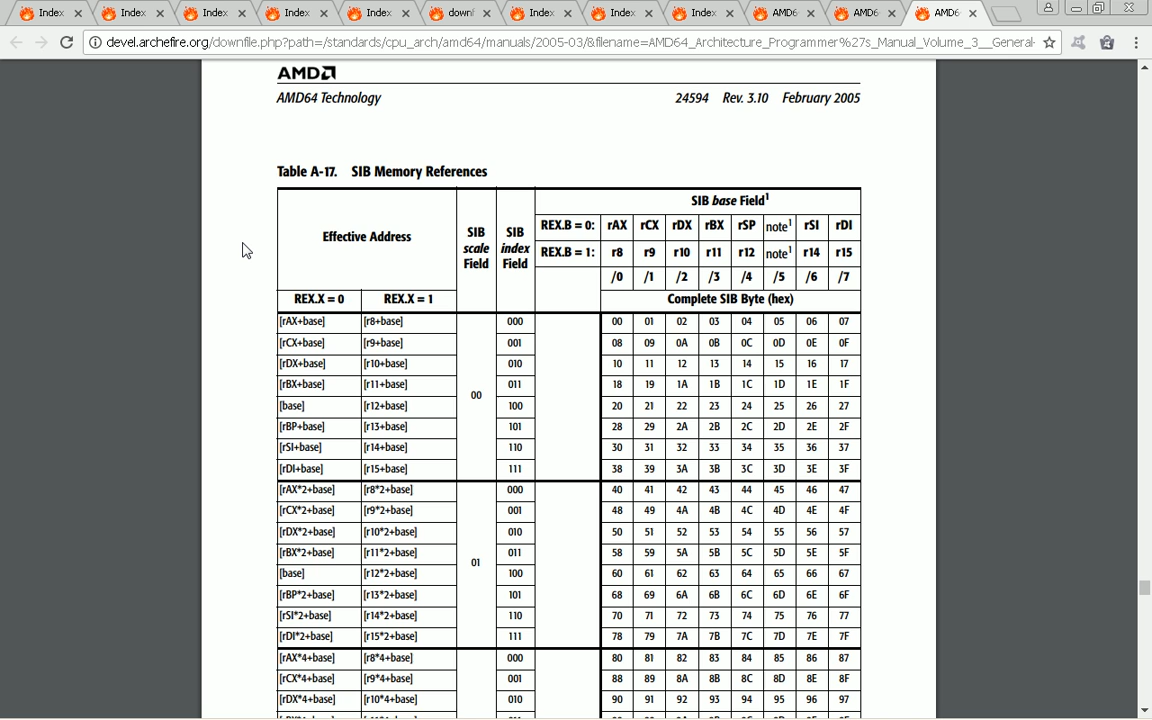 Index
Index
Index
Index
Index
downf
Index
Index
Index
AMD6
AMD6
AMD6
devel.archefire.org/downfile.php?path=/standards/cpu_arch/amd64/manuals/2005-03/&filename=AMD64_Architecture_Programmer%27s_Manual_Volume_3__General-
AMD
AMD64 Technology 24594 Rev. 3.10 February 2005
Table A-17. SIB Memory References
Effective Address
SIB scale Field
SIB index Field
SIB base Field1
REX.B = 0: rAX rCX rDX rBX rSP note1 rSI rDI
REX.B = 1: r8 r9 r10 r11 r12 note1 r14 r15
/0 /1 /2 /3 /4 /5 /6 /7
REX.X = 0 REX.X = 1 Complete SIB Byte (hex)
[rAX+base] [r8+base] 000 00 01 02 03 04 05 06 07
[rCX+base] [r9+base] 001 08 09 0A 0B 0C 0D 0E 0F
[rDX+base] [r10+base] 010 10 11 12 13 14 15 16 17
[rBX+base] [r11+base] 011 18 19 1A 1B 1C 1D 1E 1F
00
[base] [r12+base] 100 20 21 22 23 24 25 26 27
[rBP+base] [r13+base] 101 28 29 2A 2B 2C 2D 2E 2F
[rSI+base] [r14+base] 110 30 31 32 33 34 35 36 37
[rDI+base] [r15+base] 111 38 39 3A 3B 3C 3D 3E 3F
[rAX*2+base] [r8*2+base] 000 40 41 42 43 44 45 46 47
[rCX*2+base] [r9*2+base] 001 48 49 4A 4B 4C 4D 4E 4F
[rDX*2+base] [r10*2+base] 010 50 51 52 53 54 55 56 57
[rBX*2+base] [r11*2+base] 011 58 59 5A 5B 5C 5D 5E 5F
01
[base] [r12*2+base] 100 60 61 62 63 64 65 66 67
[rBP*2+base] [r13*2+base] 101 68 69 6A 6B 6C 6D 6E 6F
[rSI*2+base] [r14*2+base] 110 70 71 72 73 74 75 76 77
[rDI*2+base] [r15*2+base] 111 78 79 7A 7B 7C 7D 7E 7F
[rAX*4+base] [r8*4+base] 000 80 81 82 83 84 85 86 87
[rCX*4+base] [r9*4+base] 001 88 89 8A 8B 8C 8D 8E 8F
[rDX*4+base] [r10*4+base] 010 90 91 92 93 94 95 96 97